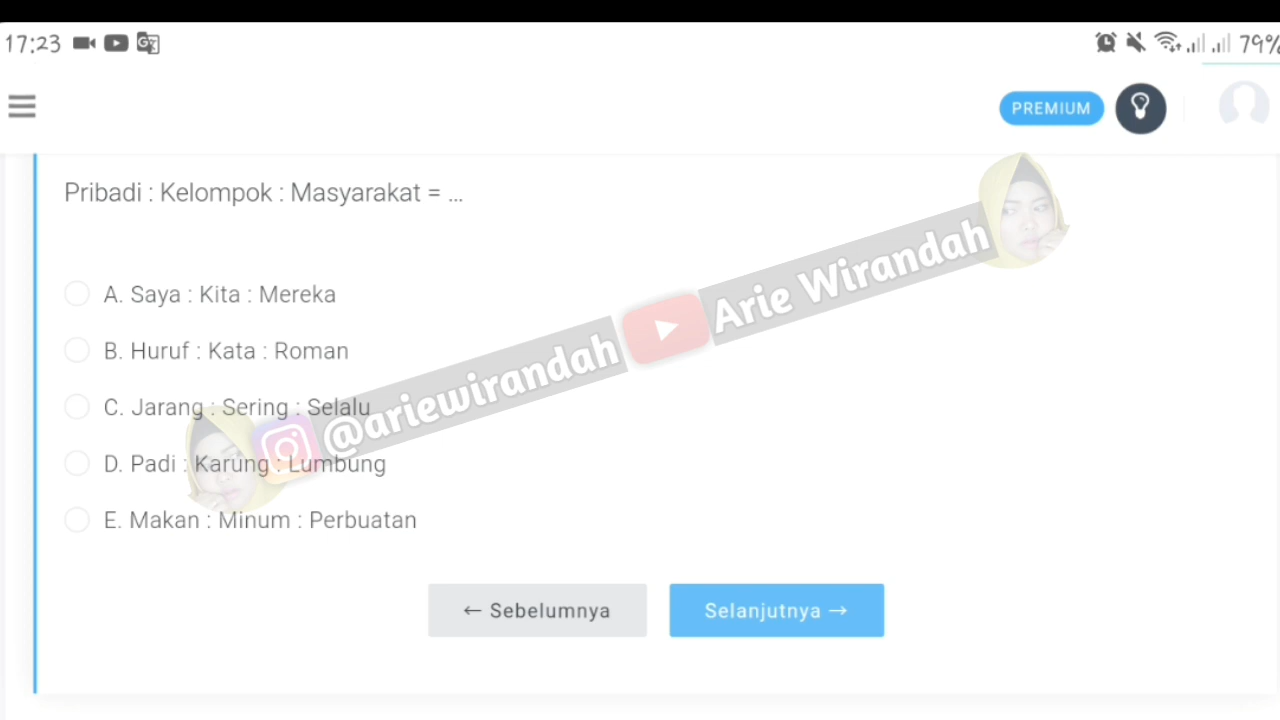 17:23
79%
PREMIUM
Pribadi : Kelompok : Masyarakat = ...
A. Saya : Kita : Mereka
B. Huruf : Kata : Roman
C. Jarang : Sering : Selalu
D. Padi : Karung : Lumbung
E. Makan : Minum : Perbuatan
@ariewirandah
Arie Wirandah
← Sebelumnya
Selanjutnya →